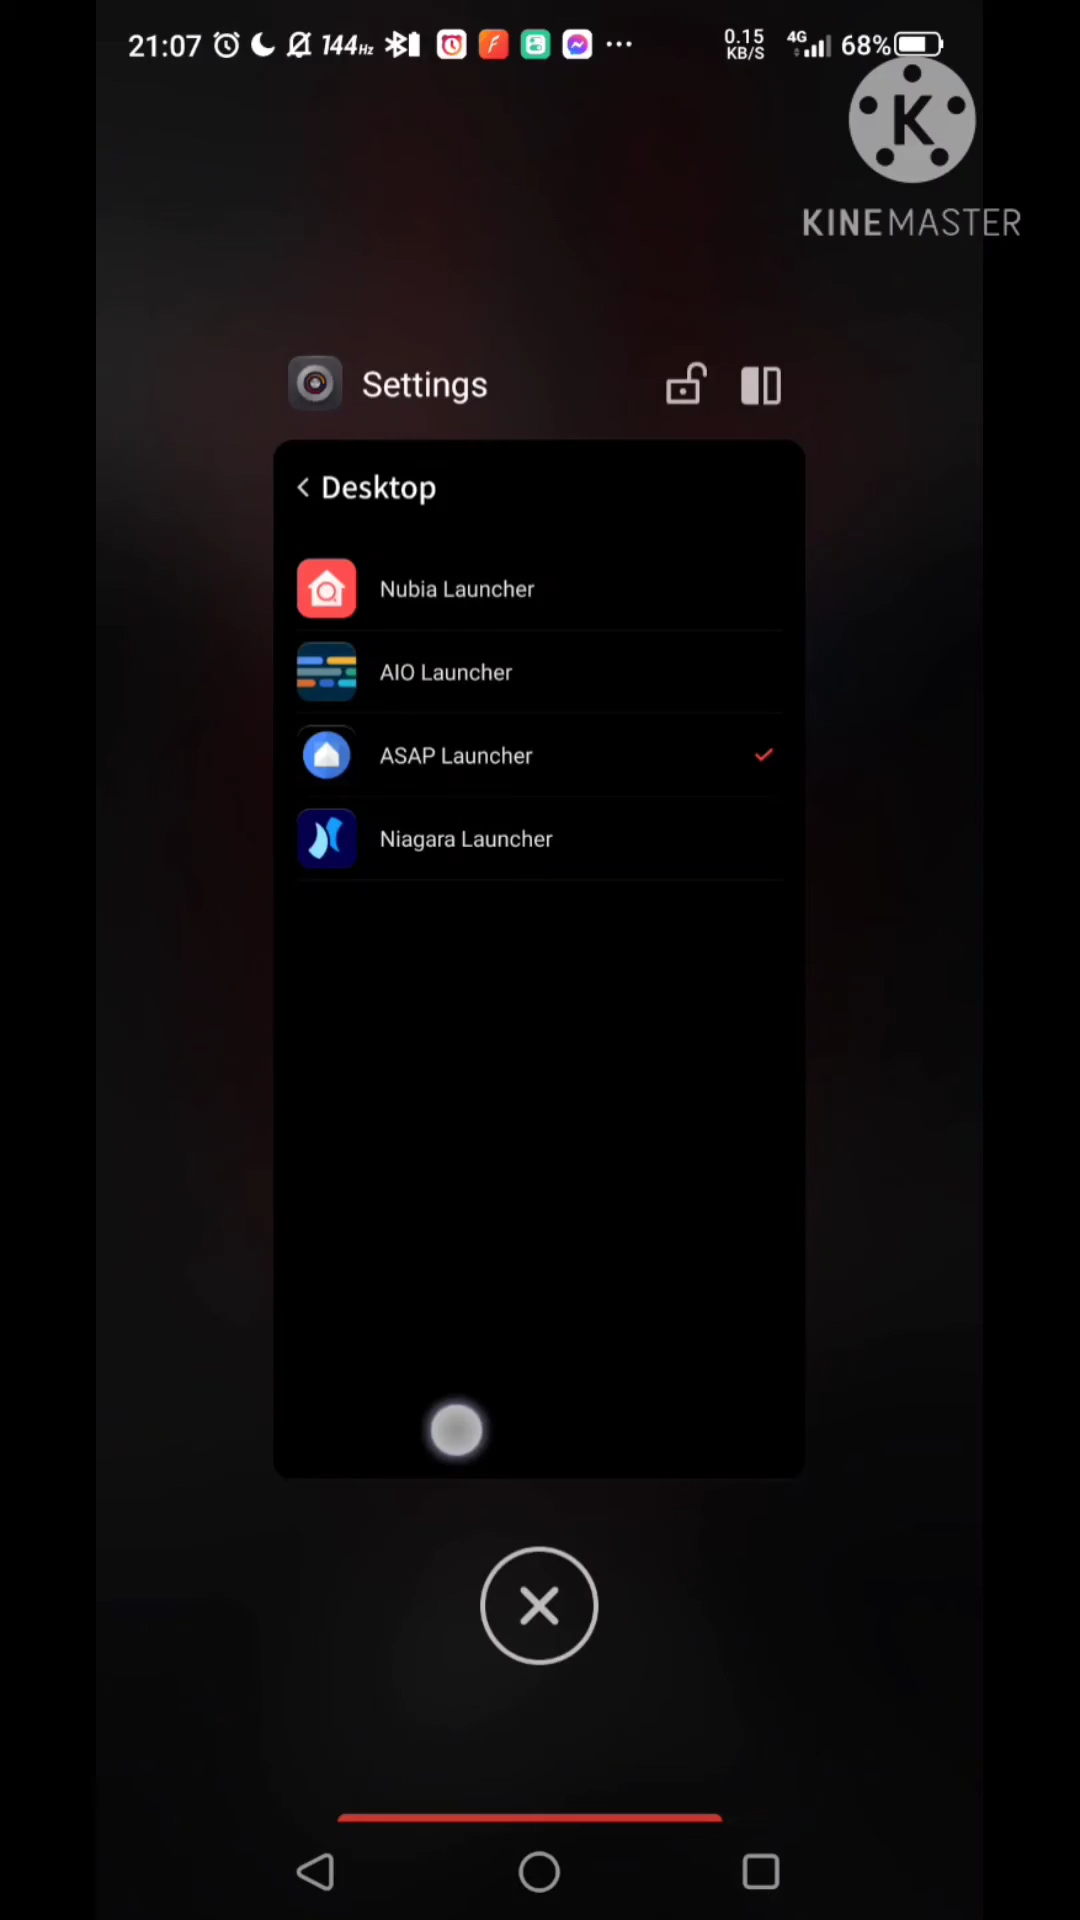 21:07 144Hz 0.15 KB/S 4G 68%
K
KINEMASTER
Settings
Desktop
Nubia Launcher
AIO Launcher
ASAP Launcher
Niagara Launcher